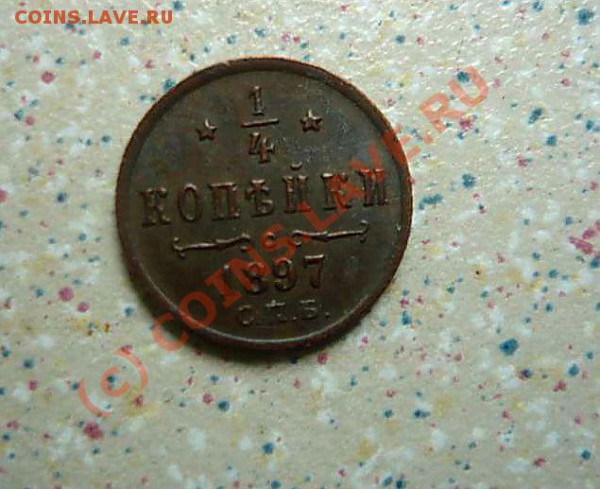 COINS.LAVE.RU
1/4
КОПѢЙКИ
1897
С.П.Б.
(c) COINS.LAVE.RU